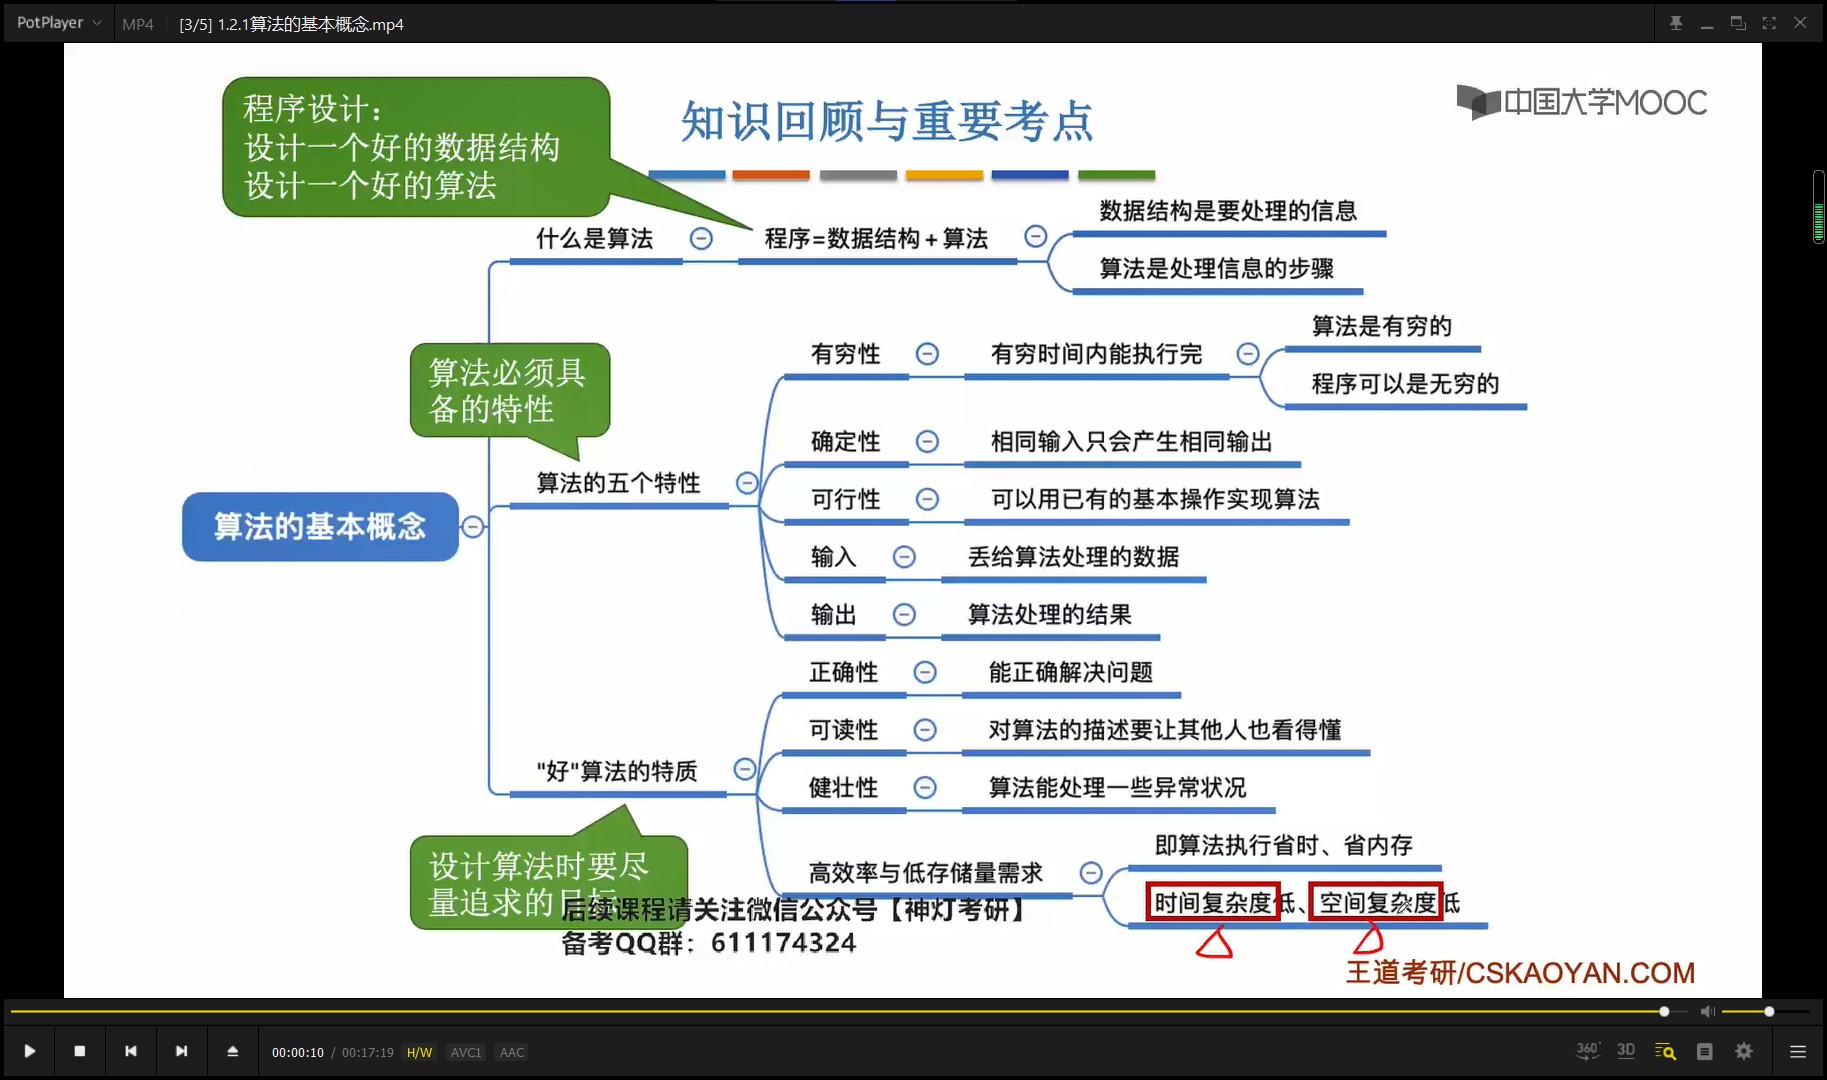 PotPlayer
MP4
[3/5] 1.2.1算法的基本概念.mp4
程序设计：
设计一个好的数据结构
设计一个好的算法
知识回顾与重要考点
中国大学MOOC
什么是算法
程序=数据结构+算法
数据结构是要处理的信息
算法是处理信息的步骤
算法必须具
备的特性
算法的基本概念
算法的五个特性
有穷性
有穷时间内能执行完
算法是有穷的
程序可以是无穷的
确定性
相同输入只会产生相同输出
可行性
可以用已有的基本操作实现算法
输入
丢给算法处理的数据
输出
算法处理的结果
"好"算法的特质
正确性
能正确解决问题
可读性
对算法的描述要让其他人也看得懂
健壮性
算法能处理一些异常状况
高效率与低存储量需求
即算法执行省时、省内存
时间复杂度低、空间复杂度低
设计算法时要尽
量追求的目标
后续课程请关注微信公众号【神灯考研】
备考QQ群：611174324
王道考研/CSKAOYAN.COM
00:00:10 / 00:17:19 H/W AVC1 AAC
360° 3D